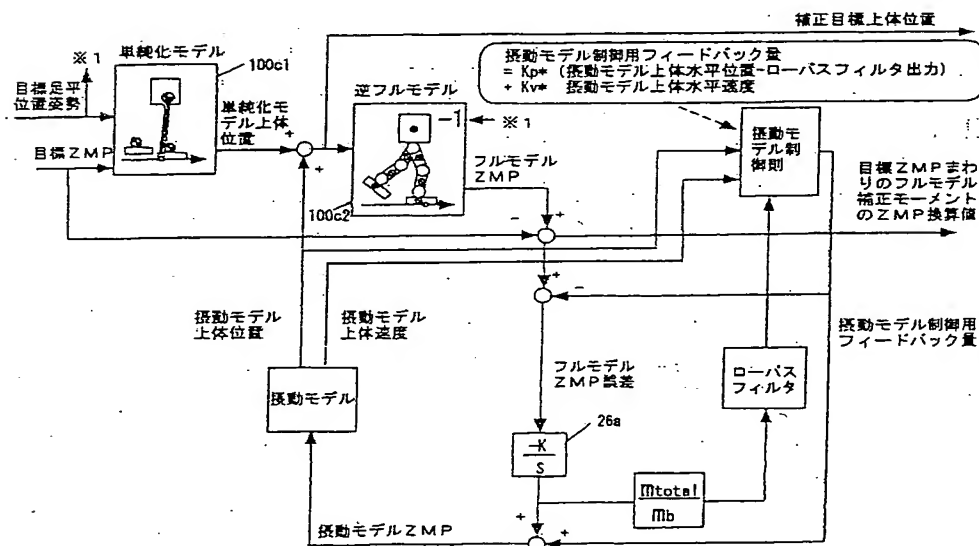 補正目標上体位置
※1
単純化モデル
100c1
摂動モデル制御用フィードバック量
= Kp* (摂動モデル上体水平位置-ローパスフィルタ出力)
+ Kv* 摂動モデル上体水平速度
目標足平
位置姿勢
単純化モ
デル上体
位置
逆フルモデル
-1
※1
+
+
目標ZMP
フルモデル
ZMP
摂動モ
デル制
御則
目標ZMPまわ
りのフルモデル
補正モーメント
のZMP換算値
100c2
-
+
+
-
摂動モデル
上体位置
摂動モデル
上体速度
摂動モデル制御用
フィードバック量
フルモデル
ZMP誤差
ローパス
フィルタ
摂動モデル
26a
-K
S
mtotal
mb
+
+
摂動モデルZMP